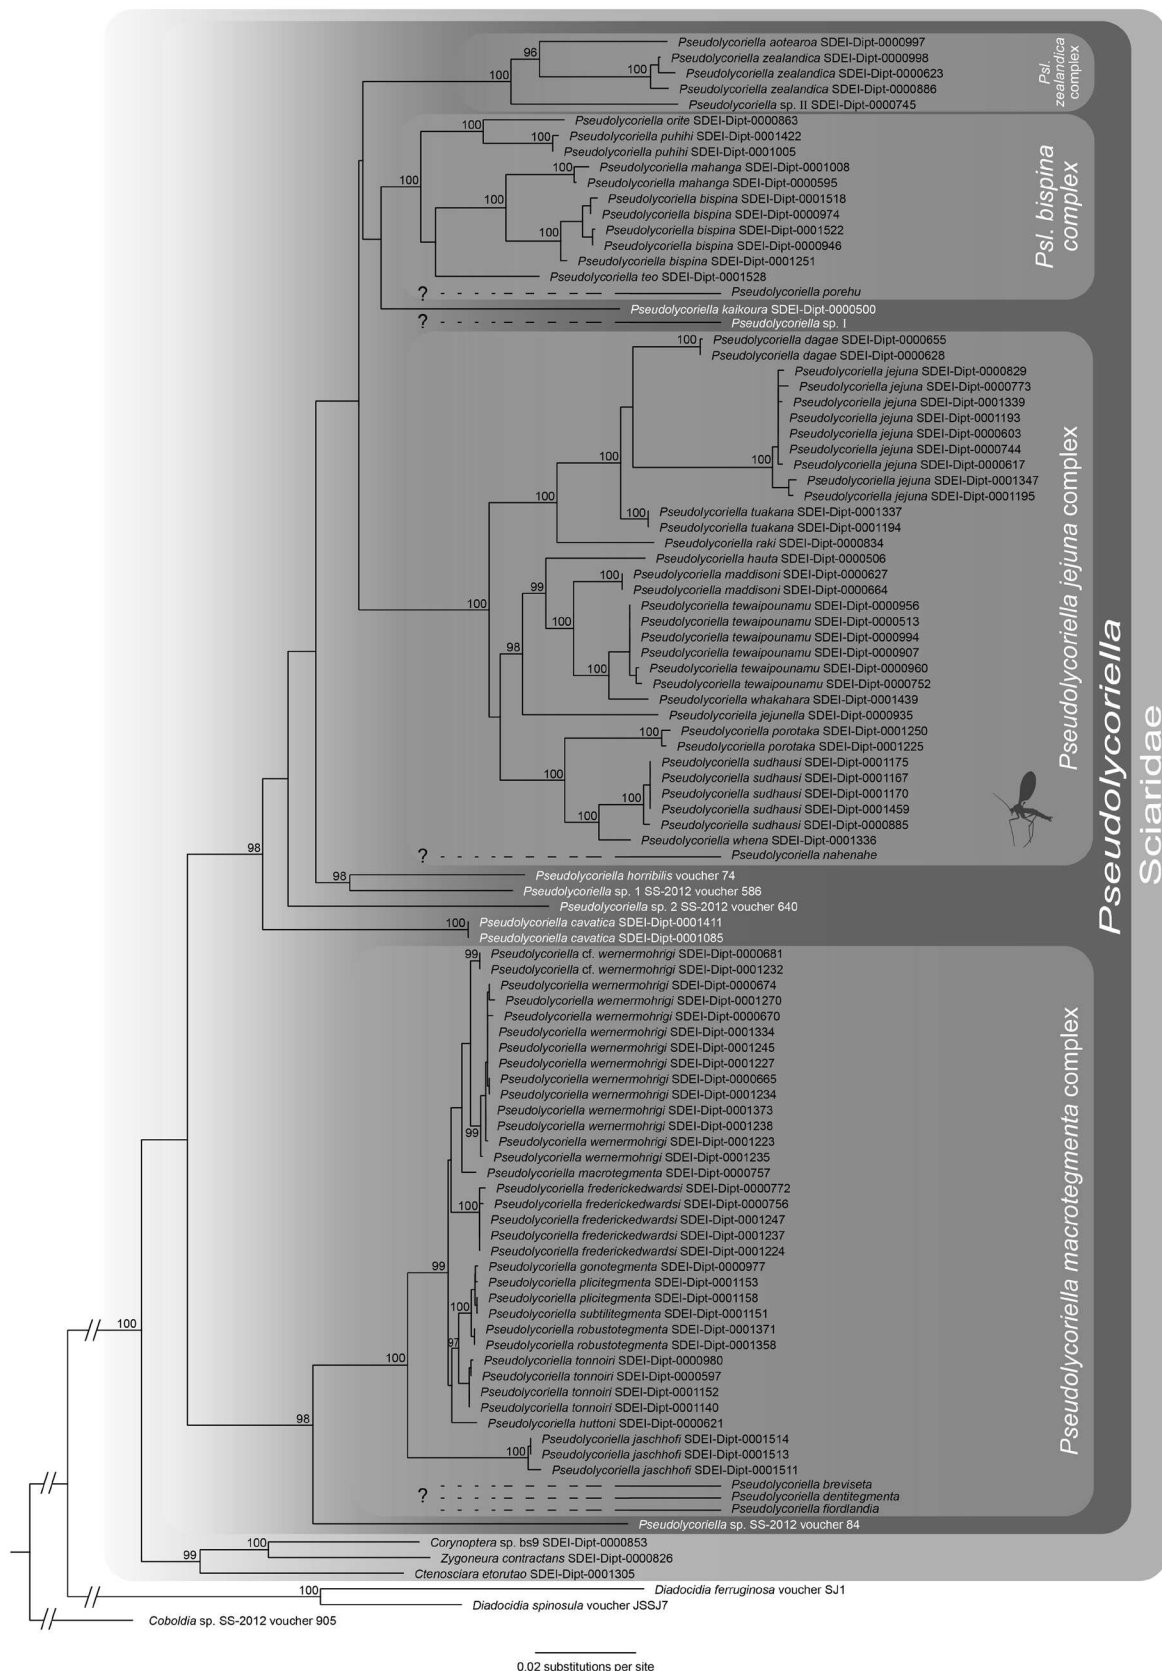 Pseudolycoriella aotearoa SDEI-Dipt-0000997
96
Pseudolycoriella zealandica SDEI-Dipt-0000998
100
100
Pseudolycoriella zealandica SDEI-Dipt-0000623
Pseudolycoriella zealandica SDEI-Dipt-0000886
Pseudolycoriella sp. II SDEI-Dipt-0000745
Psl. zealandica complex
Pseudolycoriella orite SDEI-Dipt-0000863
100
Pseudolycoriella puhihi SDEI-Dipt-0001422
100
Pseudolycoriella puhihi SDEI-Dipt-0001005
Pseudolycoriella mahanga SDEI-Dipt-0001008
100
100
Pseudolycoriella mahanga SDEI-Dipt-0000595
Pseudolycoriella bispina SDEI-Dipt-0001518
100
Pseudolycoriella bispina SDEI-Dipt-0000974
Pseudolycoriella bispina SDEI-Dipt-0001522
100
Pseudolycoriella bispina SDEI-Dipt-0000946
Pseudolycoriella bispina SDEI-Dipt-0001251
Pseudolycoriella teo SDEI-Dipt-0001528
? Pseudolycoriella porehu
Psl. bispina complex
Pseudolycoriella kaikoura SDEI-Dipt-0000500
? Pseudolycoriella sp. I
100
Pseudolycoriella dagae SDEI-Dipt-0000655
Pseudolycoriella dagae SDEI-Dipt-0000628
Pseudolycoriella jejuna SDEI-Dipt-0000829
Pseudolycoriella jejuna SDEI-Dipt-0000773
Pseudolycoriella jejuna SDEI-Dipt-0001339
Pseudolycoriella jejuna SDEI-Dipt-0001193
Pseudolycoriella jejuna SDEI-Dipt-0000603
Pseudolycoriella jejuna SDEI-Dipt-0000744
100
100
Pseudolycoriella jejuna SDEI-Dipt-0000617
Pseudolycoriella jejuna SDEI-Dipt-0001347
100
Pseudolycoriella jejuna SDEI-Dipt-0001195
100
Pseudolycoriella tuakana SDEI-Dipt-0001337
Pseudolycoriella tuakana SDEI-Dipt-0001194
Pseudolycoriella raki SDEI-Dipt-0000834
Pseudolycoriella hauta SDEI-Dipt-0000506
100
Pseudolycoriella maddisoni SDEI-Dipt-0000627
99
Pseudolycoriella maddisoni SDEI-Dipt-0000664
100
Pseudolycoriella tewaipounamu SDEI-Dipt-0000956
100
Pseudolycoriella tewaipounamu SDEI-Dipt-0000513
Pseudolycoriella tewaipounamu SDEI-Dipt-0000994
98
Pseudolycoriella tewaipounamu SDEI-Dipt-0000907
100
Pseudolycoriella tewaipounamu SDEI-Dipt-0000960
Pseudolycoriella tewaipounamu SDEI-Dipt-0000752
Pseudolycoriella whakahara SDEI-Dipt-0001439
Pseudolycoriella jejunella SDEI-Dipt-0000935
100
Pseudolycoriella porotaka SDEI-Dipt-0001250
Pseudolycoriella porotaka SDEI-Dipt-0001225
Pseudolycoriella sudhausi SDEI-Dipt-0001175
100
Pseudolycoriella sudhausi SDEI-Dipt-0001167
Pseudolycoriella sudhausi SDEI-Dipt-0001170
100
Pseudolycoriella sudhausi SDEI-Dipt-0001459
100
Pseudolycoriella sudhausi SDEI-Dipt-0000885
Pseudolycoriella whena SDEI-Dipt-0001336
98
? Pseudolycoriella nahenahe
Pseudolycoriella jejuna complex
98
Pseudolycoriella horribilis voucher 74
Pseudolycoriella sp. 1 SS-2012 voucher 586
Pseudolycoriella sp. 2 SS-2012 voucher 640
100
Pseudolycoriella cavatica SDEI-Dipt-0001411
Pseudolycoriella cavatica SDEI-Dipt-0001085
99
Pseudolycoriella cf. wernermohrigi SDEI-Dipt-0000681
Pseudolycoriella cf. wernermohrigi SDEI-Dipt-0001232
Pseudolycoriella wernermohrigi SDEI-Dipt-0000674
Pseudolycoriella wernermohrigi SDEI-Dipt-0001270
Pseudolycoriella wernermohrigi SDEI-Dipt-0000670
Pseudolycoriella wernermohrigi SDEI-Dipt-0001334
Pseudolycoriella wernermohrigi SDEI-Dipt-0001245
Pseudolycoriella wernermohrigi SDEI-Dipt-0001227
Pseudolycoriella wernermohrigi SDEI-Dipt-0000665
Pseudolycoriella wernermohrigi SDEI-Dipt-0001234
Pseudolycoriella wernermohrigi SDEI-Dipt-0001373
Pseudolycoriella wernermohrigi SDEI-Dipt-0001238
99
Pseudolycoriella wernermohrigi SDEI-Dipt-0001223
Pseudolycoriella wernermohrigi SDEI-Dipt-0001235
Pseudolycoriella macrotegmenta SDEI-Dipt-0000757
Pseudolycoriella frederickedwardsi SDEI-Dipt-0000772
100
Pseudolycoriella frederickedwardsi SDEI-Dipt-0000756
Pseudolycoriella frederickedwardsi SDEI-Dipt-0001247
Pseudolycoriella frederickedwardsi SDEI-Dipt-0001237
Pseudolycoriella frederickedwardsi SDEI-Dipt-0001224
99
Pseudolycoriella gonotegmenta SDEI-Dipt-0000977
Pseudolycoriella plicitegmenta SDEI-Dipt-0001153
Pseudolycoriella plicitegmenta SDEI-Dipt-0001158
100
Pseudolycoriella subtilitegmenta SDEI-Dipt-0001151
100
Pseudolycoriella robustotegmenta SDEI-Dipt-0001371
97
Pseudolycoriella robustotegmenta SDEI-Dipt-0001358
100
Pseudolycoriella tonnoiri SDEI-Dipt-0000980
Pseudolycoriella tonnoiri SDEI-Dipt-0000597
Pseudolycoriella tonnoiri SDEI-Dipt-0001152
Pseudolycoriella tonnoiri SDEI-Dipt-0001140
98
Pseudolycoriella huttoni SDEI-Dipt-0000621
Pseudolycoriella jaschhofi SDEI-Dipt-0001514
100
Pseudolycoriella jaschhofi SDEI-Dipt-0001513
Pseudolycoriella jaschhofi SDEI-Dipt-0001511
Pseudolycoriella breviseta
? Pseudolycoriella dentitegmenta
Pseudolycoriella fiordlandia
Pseudolycoriella macrotegmenta complex
Pseudolycoriella sp. SS-2012 voucher 84
Pseudolycoriella
100
Corynoptera sp. bs9 SDEI-Dipt-0000853
99
Zygoneura contractans SDEI-Dipt-0000826
Ctenosciara etorutao SDEI-Dipt-0001305
Sciaridae
100
Diadocidia ferruginosa voucher SJ1
Diadocidia spinosula voucher JSSJ7
Coboldia sp. SS-2012 voucher 905
0.02 substitutions per site